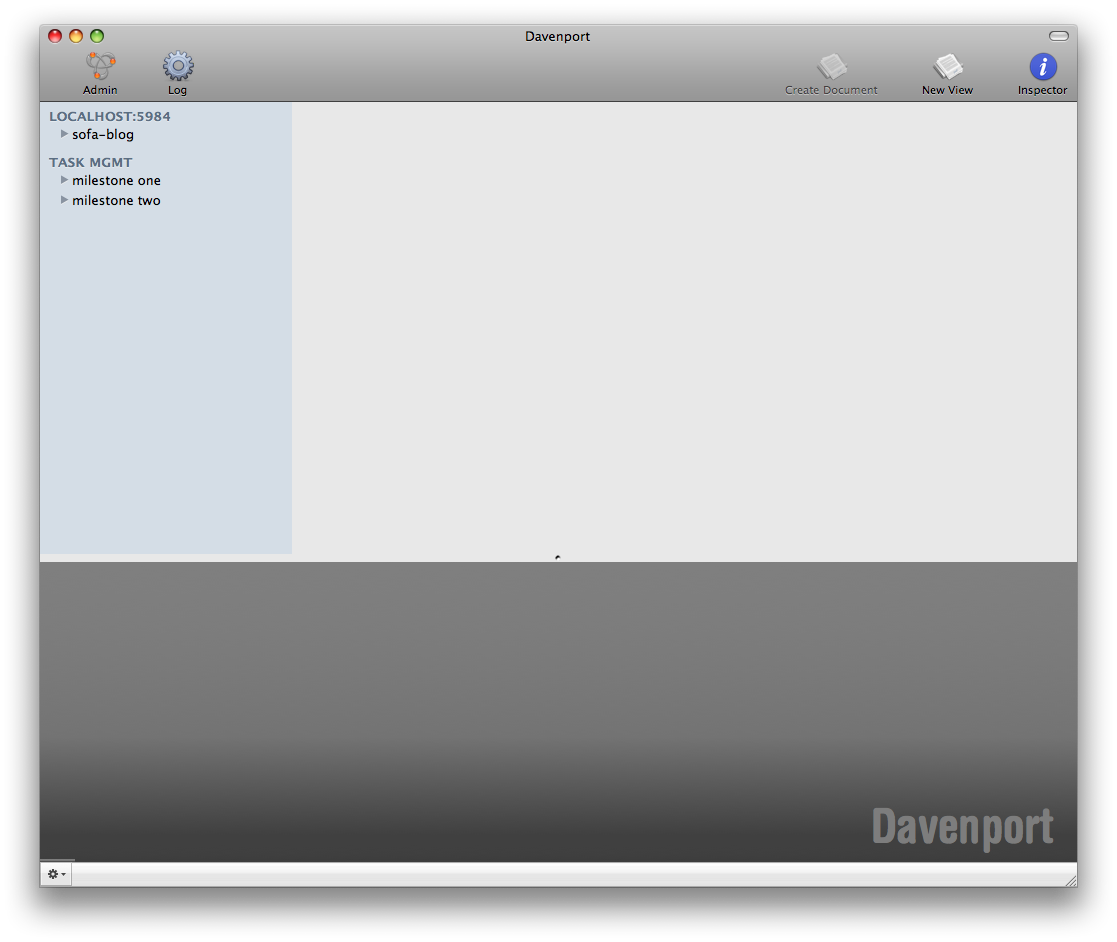 Davenport
Admin
Log
Create Document
New View
Inspector
LOCALHOST:5984
sofa-blog
TASK MGMT
milestone one
milestone two
Davenport